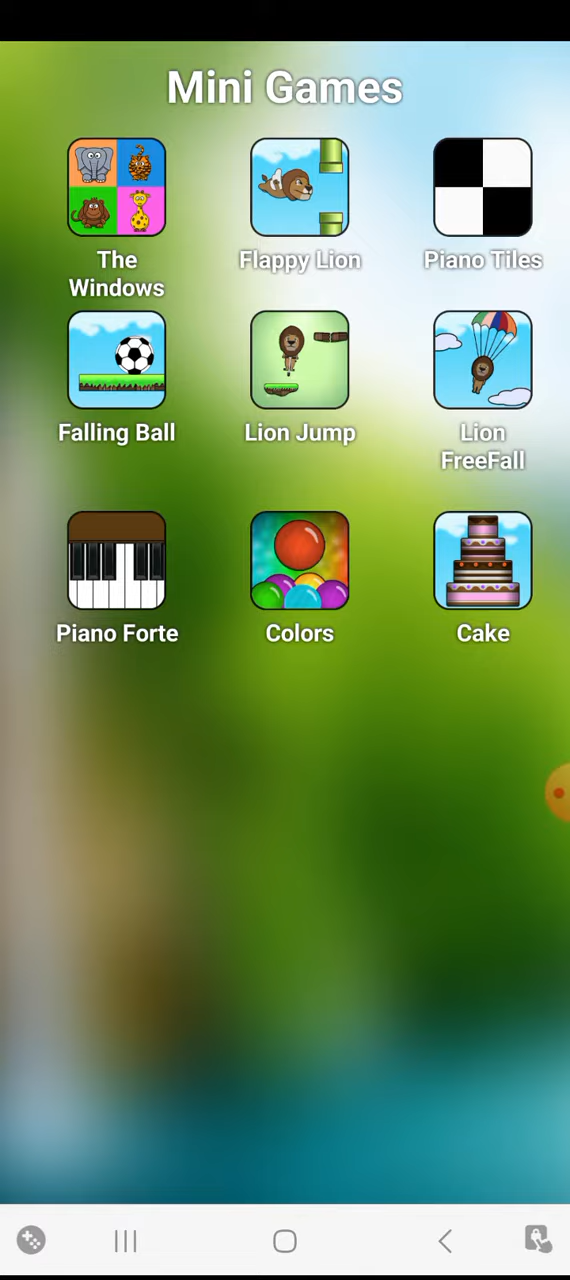 Mini Games
The
Windows
Flappy Lion
Piano Tiles
Falling Ball
Lion Jump
Lion
FreeFall
Piano Forte
Colors
Cake